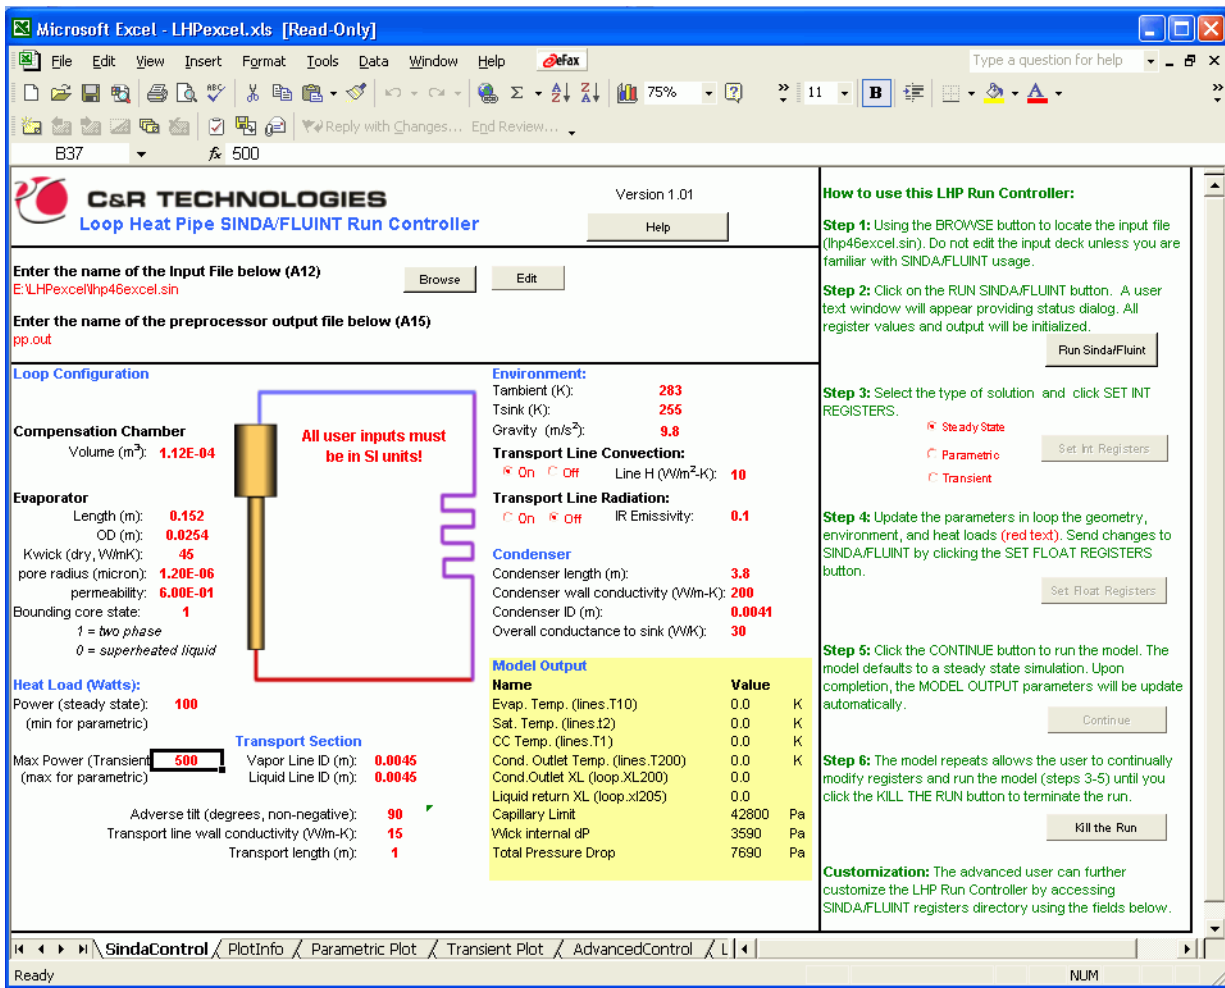 Microsoft Excel - LHPexcel.xls [Read-Only]
File Edit View Insert Format Tools Data Window Help eFax Type a question for help
75% 11 B
Reply with Changes... End Review...
B37 fx 500
C&R TECHNOLOGIES
Loop Heat Pipe SINDA/FLUINT Run Controller
Version 1.01
Help
Enter the name of the Input File below (A12)
E:\LHPexcel\lhp46excel.sin
Browse
Edit
Enter the name of the preprocessor output file below (A15)
pp.out
Loop Configuration
Compensation Chamber
Volume (m3): 1.12E-04
Evaporator
Length (m): 0.152
OD (m): 0.0254
Kwick (dry, W/mK): 45
pore radius (micron): 1.20E-06
permeability: 6.00E-01
Bounding core state: 1
1 = two phase
0 = superheated liquid
All user inputs must
be in SI units!
Heat Load (Watts):
Power (steady state): 100
(min for parametric)
Max Power (Transient 500
(max for parametric)
Transport Section
Vapor Line ID (m): 0.0045
Liquid Line ID (m): 0.0045
Adverse tilt (degrees, non-negative): 90
Transport line wall conductivity (W/m-K): 15
Transport length (m): 1
Environment:
Tambient (K): 283
Tsink (K): 255
Gravity (m/s2): 9.8
Transport Line Convection:
On Off Line H (W/m2-K): 10
Transport Line Radiation:
On Off IR Emissivity: 0.1
Condenser
Condenser length (m): 3.8
Condenser wall conductivity (W/m-K): 200
Condenser ID (m): 0.0041
Overall conductance to sink (W/K): 30
Model Output
Name Value
Evap. Temp. (lines.T10) 0.0 K
Sat. Temp. (lines.t2) 0.0 K
CC Temp. (lines.T1) 0.0 K
Cond. Outlet Temp. (lines.T200) 0.0 K
Cond.Outlet XL (loop.XL200) 0.0
Liquid return XL (loop.xl205) 0.0
Capillary Limit 42800 Pa
Wick internal dP 3590 Pa
Total Pressure Drop 7690 Pa
How to use this LHP Run Controller:
Step 1: Using the BROWSE button to locate the input file
(lhp46excel.sin). Do not edit the input deck unless you are
familiar with SINDA/FLUINT usage.
Step 2: Click on the RUN SINDA/FLUINT button. A user
text window will appear providing status dialog. All
register values and output will be initialized.
Run Sinda/Fluint
Step 3: Select the type of solution and click SET INT
REGISTERS.
Steady State
Parametric
Transient
Set Int Registers
Step 4: Update the parameters in loop the geometry,
environment, and heat loads (red text). Send changes to
SINDA/FLUINT by clicking the SET FLOAT REGISTERS
button.
Set Float Registers
Step 5: Click the CONTINUE button to run the model. The
model defaults to a steady state simulation. Upon
completion, the MODEL OUTPUT parameters will be update
automatically.
Continue
Step 6: The model repeats allows the user to continually
modify registers and run the model (steps 3-5) until you
click the KILL THE RUN button to terminate the run.
Kill the Run
Customization: The advanced user can further
customize the LHP Run Controller by accessing
SINDA/FLUINT registers directory using the fields below.
SindaControl PlotInfo Parametric Plot Transient Plot AdvancedControl L
Ready NUM